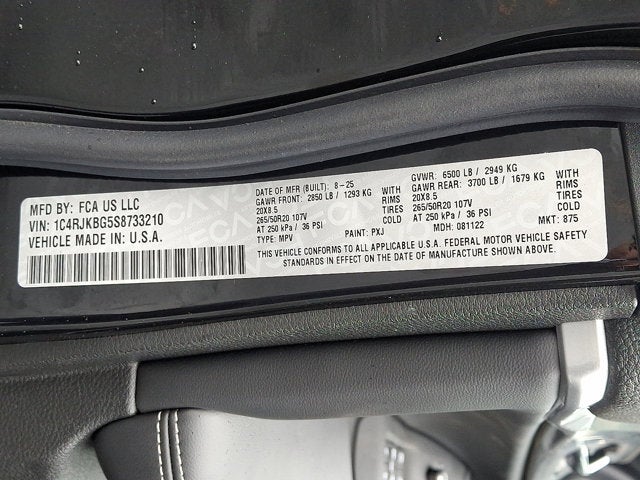 MFD BY: FCA US LLC
VIN: 1C4RJKBG5S8733210
VEHICLE MADE IN: U.S.A.
DATE OF MFR (BUILT): 8-25
GAWR FRONT: 2850 LB / 1293 KG WITH
20X8.5 RIMS
265/50R20 107V TIRES
AT 250 kPa / 36 PSI COLD
TYPE: MPV PAINT: PXJ
GVWR: 6500 LB / 2949 KG
GAWR REAR: 3700 LB / 1679 KG WITH
20X8.5 RIMS
265/50R20 107V TIRES
AT 250 kPa / 36 PSI COLD
MDH: 081122 MKT: 875
THIS VEHICLE CONFORMS TO ALL APPLICABLE U.S.A. FEDERAL MOTOR VEHICLE SAFETY
STANDARDS IN EFFECT ON THE DATE OF MANUFACTURE SHOWN ABOVE.